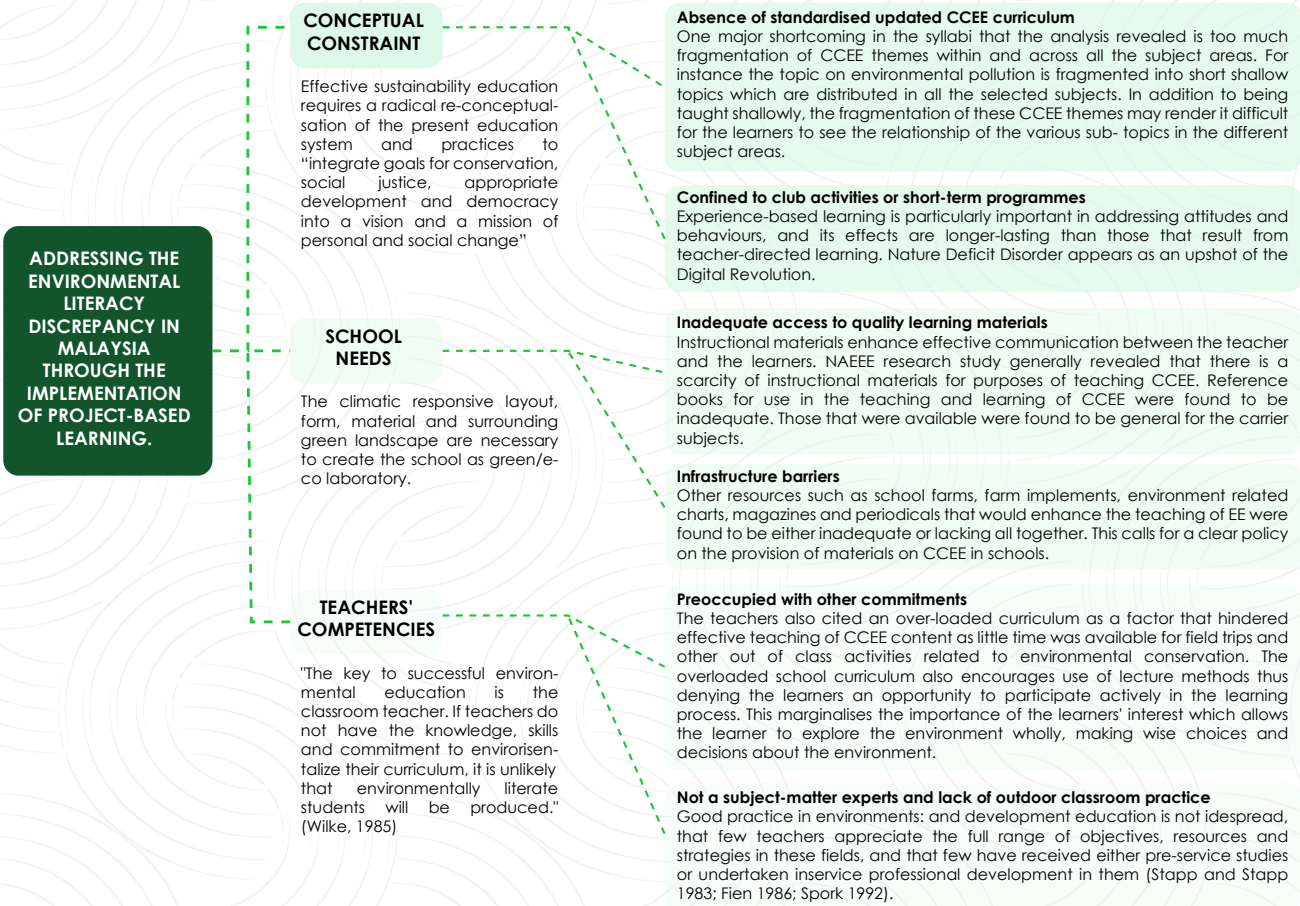 ADDRESSING THE
ENVIRONMENTAL
LITERACY
DISCREPANCY IN
MALAYSIA
THROUGH THE
IMPLEMENTATION
OF PROJECT-BASED
LEARNING.
CONCEPTUAL
CONSTRAINT
Effective sustainability education
requires a radical re-conceptual-
sation of the present education
system and practices to
“integrate goals for conservation,
social justice, appropriate
development and democracy
into a vision and a mission of
personal and social change”
Absence of standardised updated CCEE curriculum
One major shortcoming in the syllabi that the analysis revealed is too much
fragmentation of CCEE themes within and across all the subject areas. For
instance the topic on environmental pollution is fragmented into short shallow
topics which are distributed in all the selected subjects. In addition to being
taught shallowly, the fragmentation of these CCEE themes may render it difficult
for the learners to see the relationship of the various sub- topics in the different
subject areas.
Confined to club activities or short-term programmes
Experience-based learning is particularly important in addressing attitudes and
behaviours, and its effects are longer-lasting than those that result from
teacher-directed learning. Nature Deficit Disorder appears as an upshot of the
Digital Revolution.
SCHOOL
NEEDS
The climatic responsive layout,
form, material and surrounding
green landscape are necessary
to create the school as green/e-
co laboratory.
Inadequate access to quality learning materials
Instructional materials enhance effective communication between the teacher
and the learners. NAEEE research study generally revealed that there is a
scarcity of instructional materials for purposes of teaching CCEE. Reference
books for use in the teaching and learning of CCEE were found to be
inadequate. Those that were available were found to be general for the carrier
subjects.
Infrastructure barriers
Other resources such as school farms, farm implements, environment related
charts, magazines and periodicals that would enhance the teaching of EE were
found to be either inadequate or lacking all together. This calls for a clear policy
on the provision of materials on CCEE in schools.
TEACHERS'
COMPETENCIES
"The key to successful environ-
mental education is the
classroom teacher. If teachers do
not have the knowledge, skills
and commitment to envirorisen-
talize their curriculum, it is unlikely
that environmentally literate
students will be produced."
(Wilke, 1985)
Preoccupied with other commitments
The teachers also cited an over-loaded curriculum as a factor that hindered
effective teaching of CCEE content as little time was available for field trips and
other out of class activities related to environmental conservation. The
overloaded school curriculum also encourages use of lecture methods thus
denying the learners an opportunity to participate actively in the learning
process. This marginalises the importance of the learners' interest which allows
the learner to explore the environment wholly, making wise choices and
decisions about the environment.
Not a subject-matter experts and lack of outdoor classroom practice
Good practice in environments: and development education is not idespread,
that few teachers appreciate the full range of objectives, resources and
strategies in these fields, and that few have received either pre-service studies
or undertaken inservice professional development in them (Stapp and Stapp
1983; Fien 1986; Spork 1992).